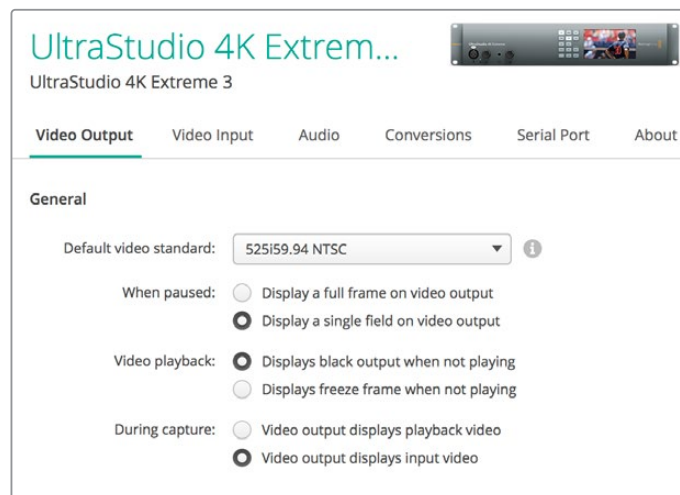 UltraStudio 4K Extrem...
UltraStudio 4K Extreme 3
Video Output Video Input Audio Conversions Serial Port About
General
Default video standard: 525i59.94 NTSC
When paused: Display a full frame on video output
Display a single field on video output
Video playback: Displays black output when not playing
Displays freeze frame when not playing
During capture: Video output displays playback video
Video output displays input video